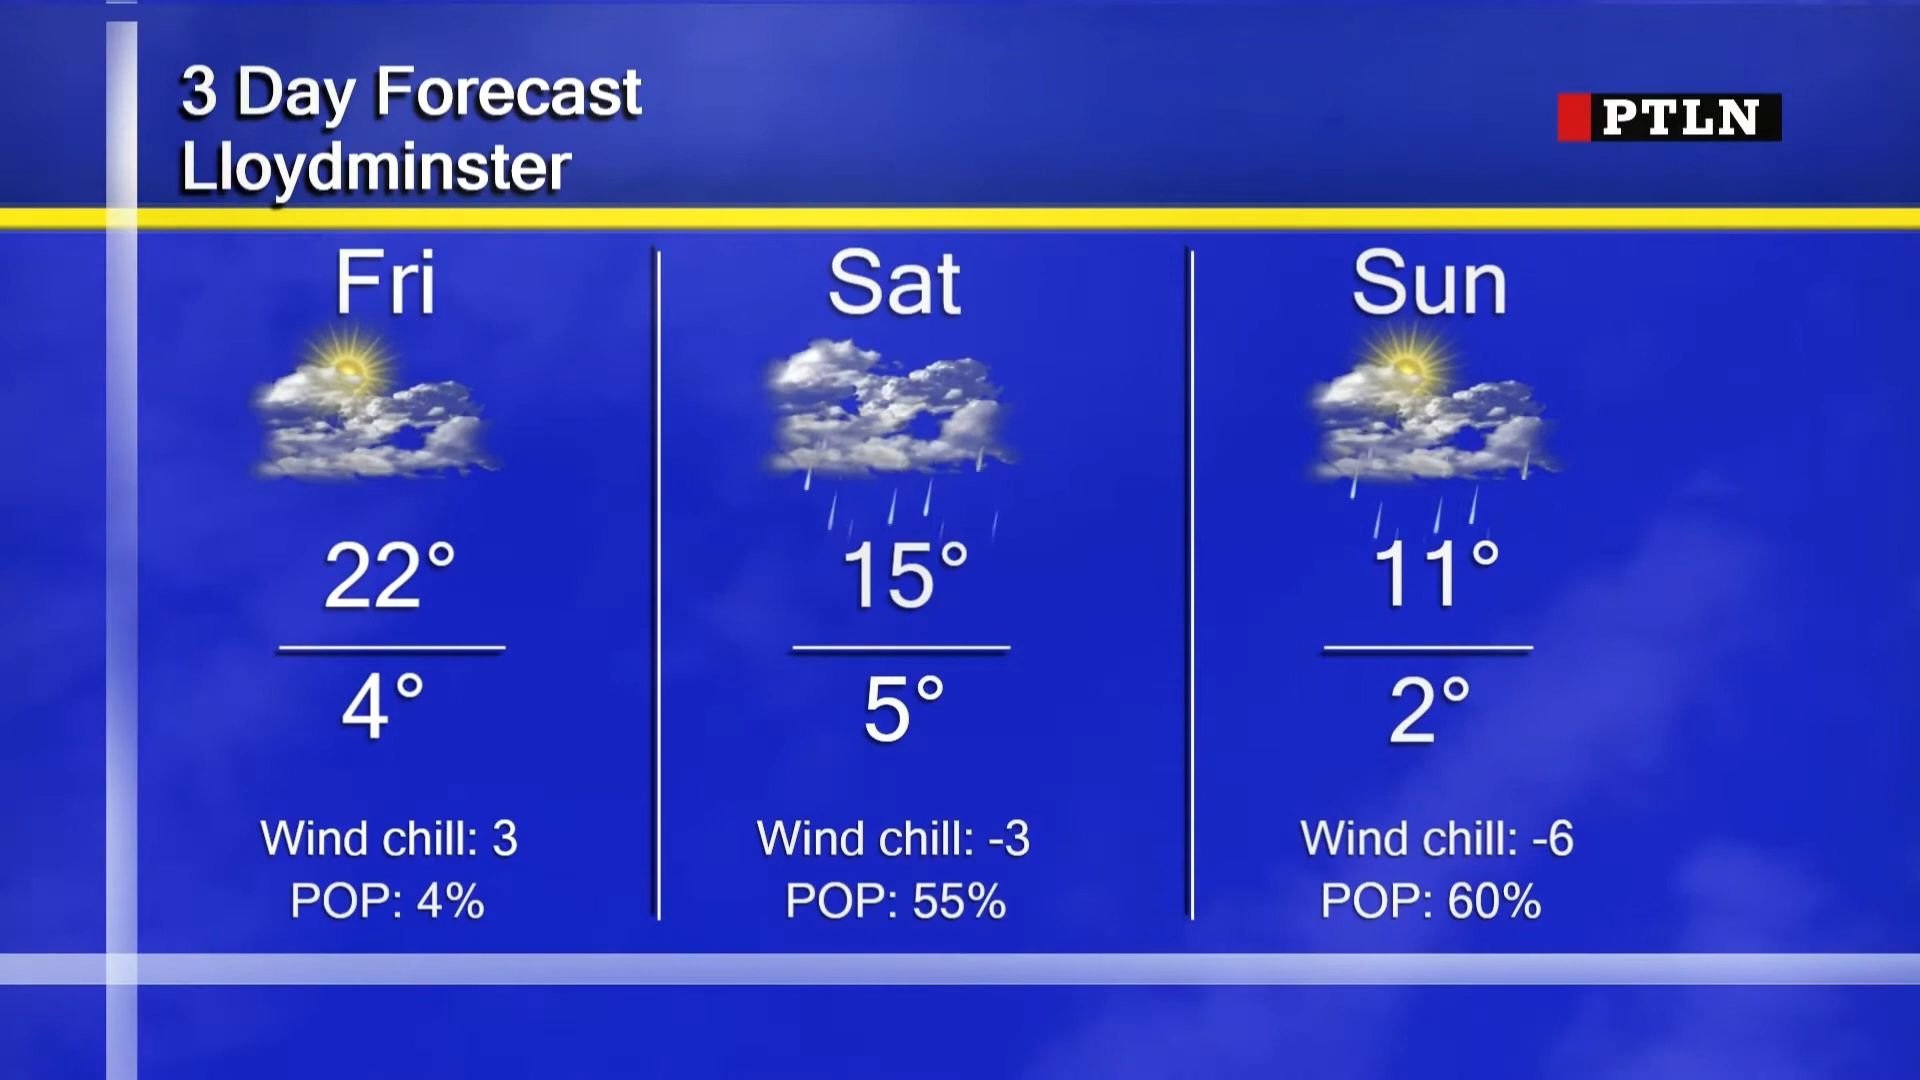 3 Day Forecast
Lloydminster
PTLN
Fri
22°
4°
Wind chill: 3
POP: 4%
Sat
15°
5°
Wind chill: -3
POP: 55%
Sun
11°
2°
Wind chill: -6
POP: 60%